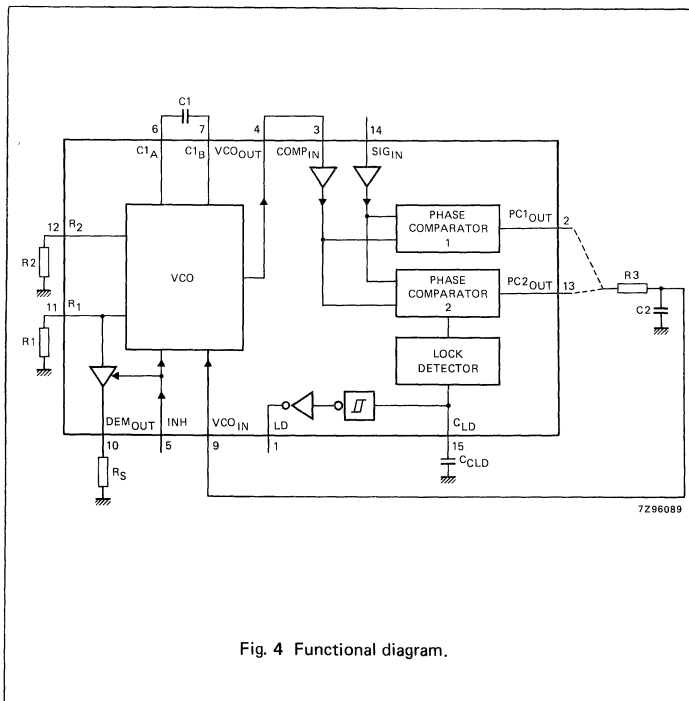 C1
6 7 4 3 14
C1A C1B VCOOUT COMPIN SIGIN
12 R2
R2
11 R1
R1
VCO
PHASE
COMPARATOR
1
PC1OUT 2
PHASE
COMPARATOR
2
PC2OUT 13
R3
C2
LOCK
DETECTOR
DEMOUT INH VCOIN LD CLD
10 5 9 1 15
RS
CCLD
7Z96089
Fig. 4 Functional diagram.